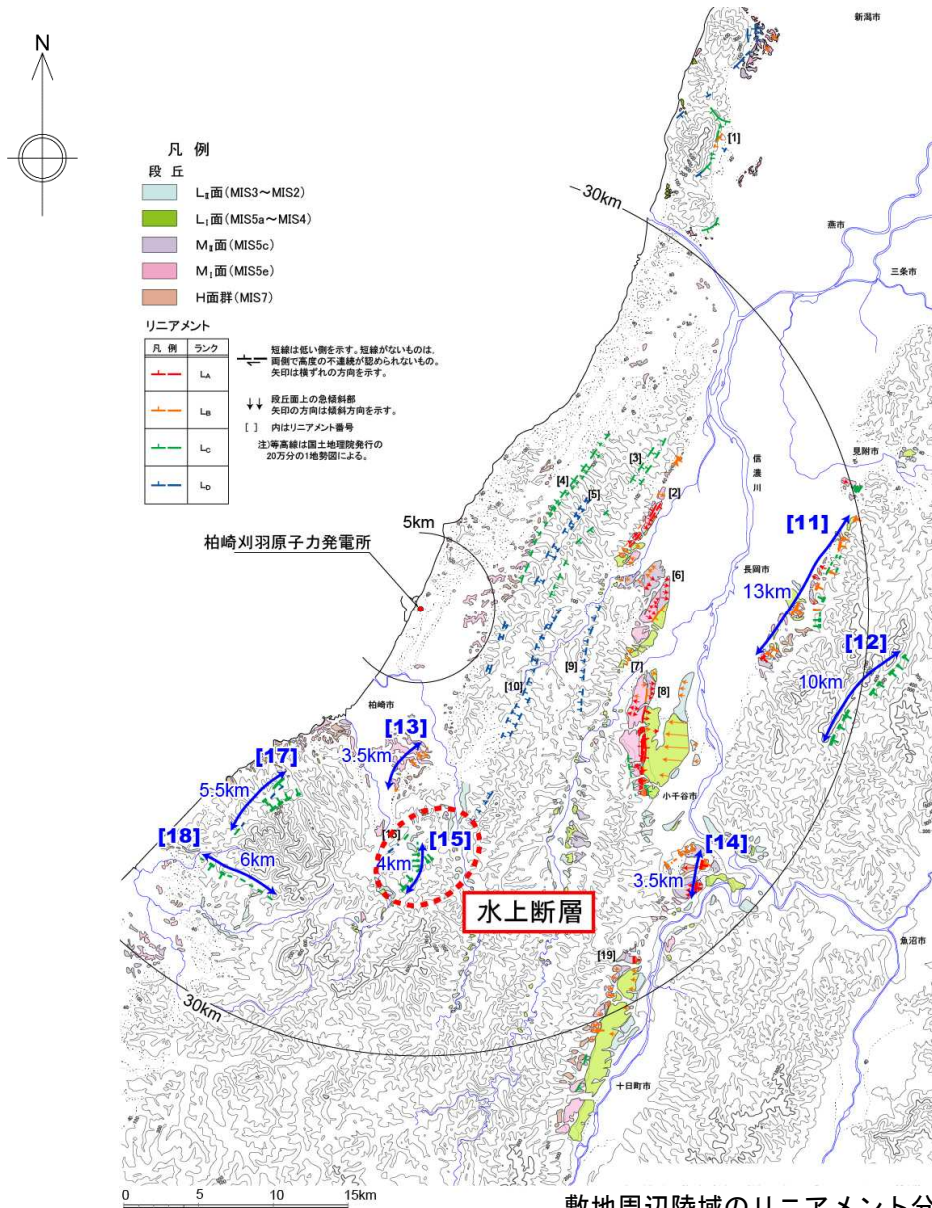 新潟市
N
[1]
凡 例
段 丘
LⅡ面(MIS3～MIS2)
LⅠ面(MIS5a～MIS4)
MⅡ面(MIS5c)
MⅠ面(MIS5e)
H面群(MIS7)
30km
燕市
三条市
リニアメント
凡 例 ランク
LA
LB
LC
LD
短線は低い側を示す。短線がないものは、
両側で高度の不連続が認められないもの。
矢印は横ずれの方向を示す。
段丘面上の急傾斜部
矢印の方向は傾斜方向を示す。
[ ] 内はリニアメント番号
注)等高線は国土地理院発行の
20万分の1地勢図による。
見附市
信濃川
[3]
[4]
[5]
[2]
5km
柏崎刈羽原子力発電所
[11]
長岡市
13km
[6]
[12]
10km
[7]
[8]
[9]
[10]
柏崎市
[13]
3.5km
[17]
5.5km
小千谷市
[18]
6km
[16]
[15]
4km
[14]
3.5km
水上断層
魚沼市
[19]
30km
十日町市
0 5 10 15km
敷地周辺陸域のリニアメント分